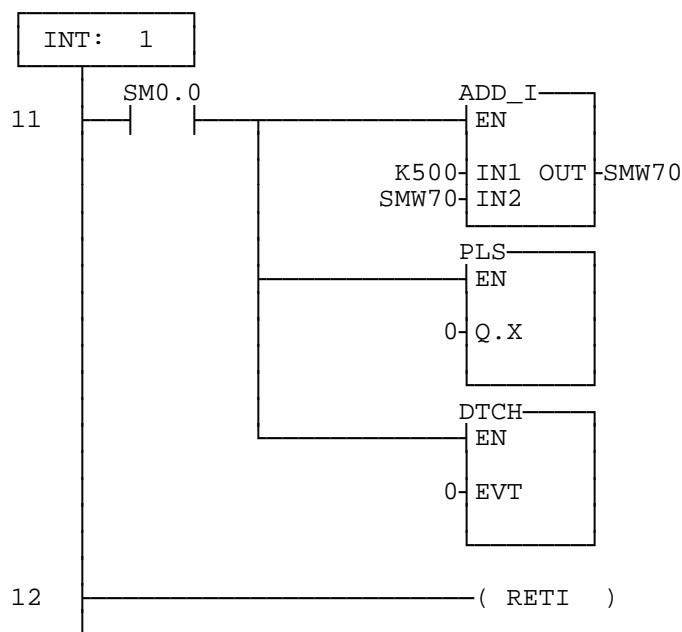 INT: 1
SM0.0
ADD_I
11
EN
K500 IN1 OUT SMW70
SMW70 IN2
PLS
EN
0 Q.X
DTCH
EN
0 EVT
12 ( RETI )